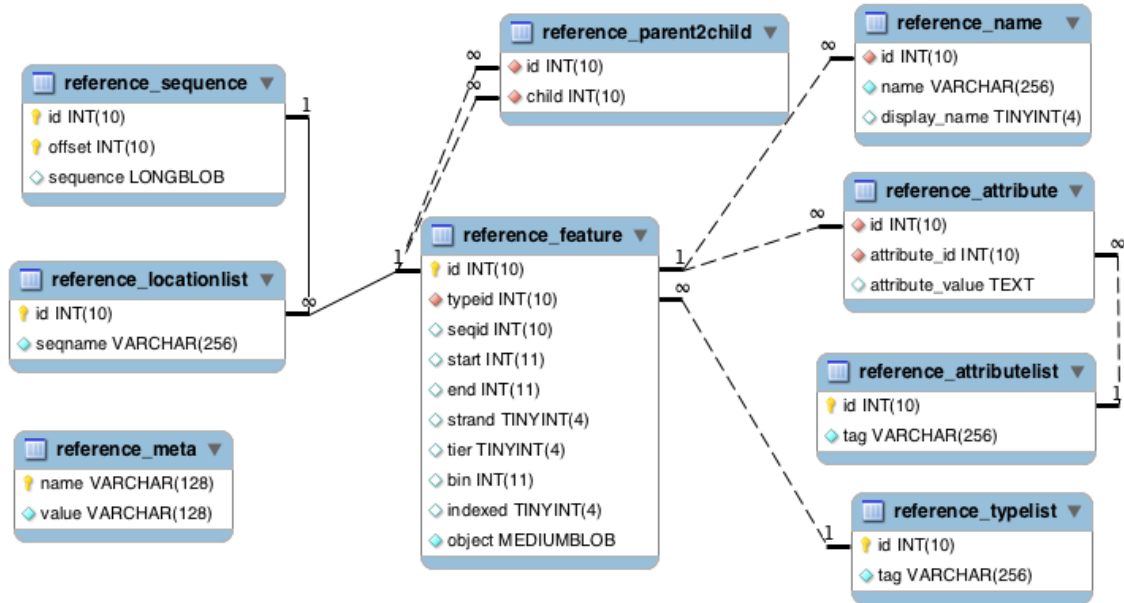 reference_parent2child
id INT(10)
child INT(10)
reference_name
id INT(10)
name VARCHAR(256)
display_name TINYINT(4)
reference_sequence
id INT(10)
offset INT(10)
sequence LONGBLOB
reference_attribute
id INT(10)
attribute_id INT(10)
attribute_value TEXT
reference_feature
id INT(10)
typeid INT(10)
seqid INT(10)
start INT(11)
end INT(11)
strand TINYINT(4)
tier TINYINT(4)
bin INT(11)
indexed TINYINT(4)
object MEDIUMBLOB
reference_locationlist
id INT(10)
seqname VARCHAR(256)
reference_attributelist
id INT(10)
tag VARCHAR(256)
reference_meta
name VARCHAR(128)
value VARCHAR(128)
reference_typelist
id INT(10)
tag VARCHAR(256)
1
∞
∞
∞
1
1
∞
∞
∞
1
∞
1